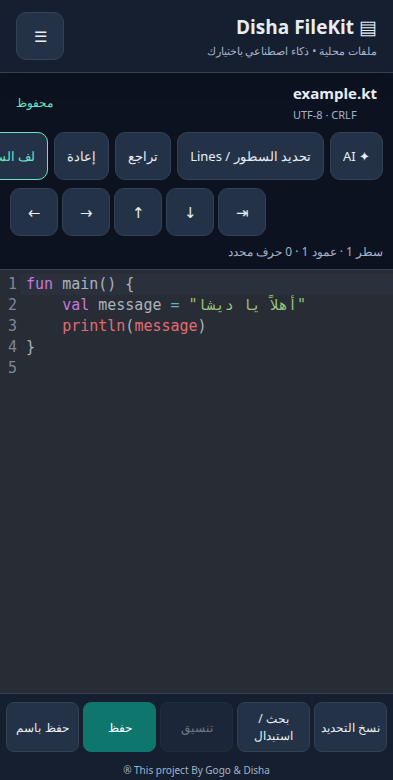 Disha FileKit ▤
ملفات محلية • ذكاء اصطناعي باختيارك
☰
example.kt
محفوظ
UTF-8 · CRLF
AI ✦
تحديد السطور / Lines
تراجع
إعادة
لف الس
← → ↑ ↓ ⇥
سطر 1 · عمود 1 · 0 حرف محدد
1 fun main() {
2     val message = "أهلاً يا ديشا"
3     println(message)
4 }
5
نسخ التحديد
بحث /
استبدال
تنسيق
حفظ
حفظ باسم
® This project By Gogo & Disha